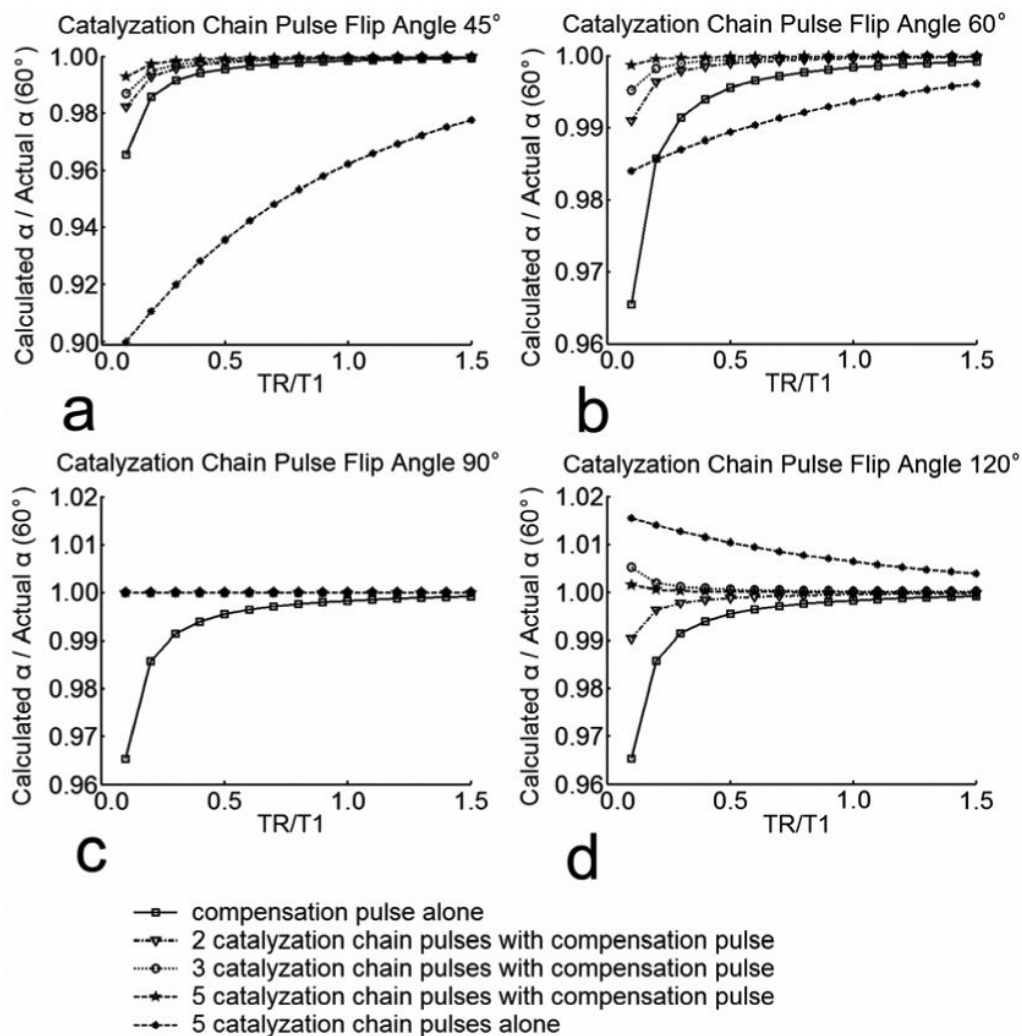 Catalyzation Chain Pulse Flip Angle 45°
Calculated α / Actual α (60°)
1.00
0.98
0.96
0.94
0.92
0.90
0.0 0.5 1.0 1.5
TR/T1
a
Catalyzation Chain Pulse Flip Angle 60°
Calculated α / Actual α (60°
1.00
0.99
0.98
0.97
0.96
0.0 0.5 1.0 1.5
TR/T1
b
Catalyzation Chain Pulse Flip Angle 90°
Calculated α / Actual α (60° )
1.02
1.01
1.00
0.99
0.98
0.97
0.96
0.0 0.5 1.0 1.5
TR/T1
c
Catalyzation Chain Pulse Flip Angle 120°
Calculated α / Actual α (60° )
1.02
1.01
1.00
0.99
0.98
0.97
0.96
0.0 0.5 1.0 1.5
TR/T1
d
compensation pulse alone
2 catalyzation chain pulses with compensation pulse
3 catalyzation chain pulses with compensation pulse
5 catalyzation chain pulses with compensation pulse
5 catalyzation chain pulses alone